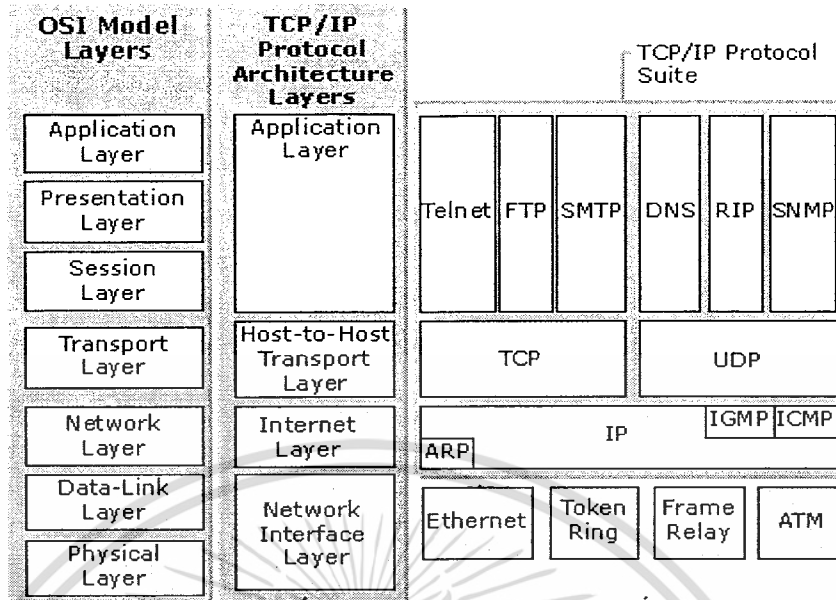 OSI Model
Layers
TCP/IP
Protocol
Architecture
Layers
TCP/IP Protocol
Suite
Application
Layer
Presentation
Layer
Session
Layer
Transport
Layer
Network
Layer
Data-Link
Layer
Physical
Layer
Application
Layer
Host-to-Host
Transport
Layer
Internet
Layer
Network
Interface
Layer
Telnet
FTP
SMTP
DNS
RIP
SNMP
TCP
UDP
IP
IGMP
ICMP
ARP
Ethernet
Token
Ring
Frame
Relay
ATM